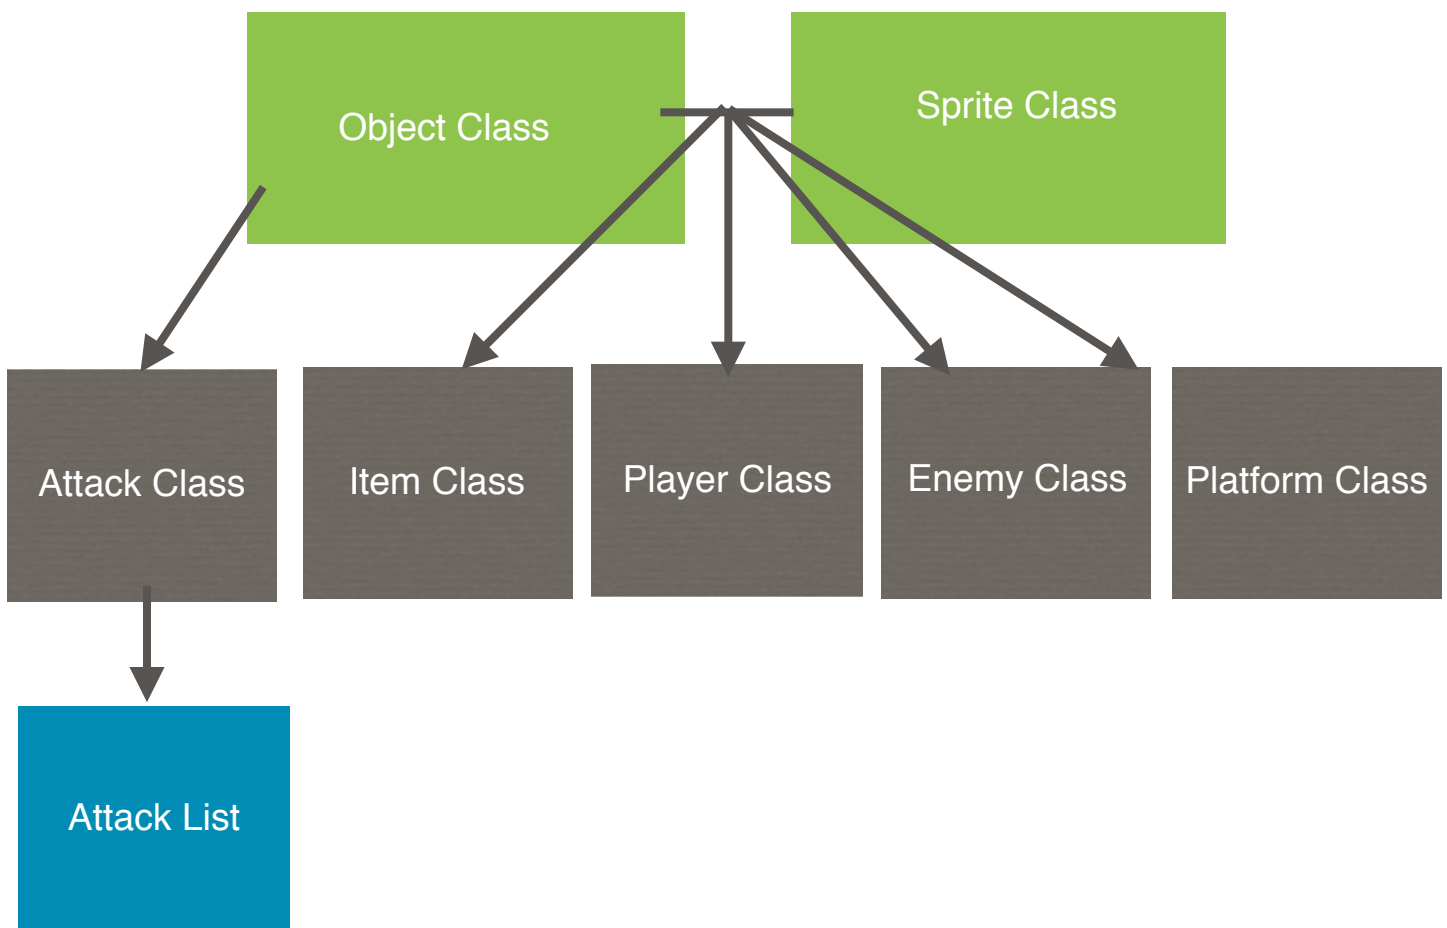 Object Class
Sprite Class
Attack Class
Item Class
Player Class
Enemy Class
Platform Class
Attack List